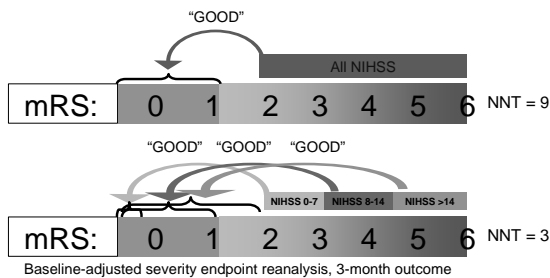 “GOOD”
All NIHSS
mRS: 0 1 2 3 4 5 6 NNT = 9
“GOOD” “GOOD” “GOOD”
NIHSS 0-7 NIHSS 8-14 NIHSS >14
mRS: 0 1 2 3 4 5 6 NNT = 3
Baseline-adjusted severity endpoint reanalysis, 3-month outcome